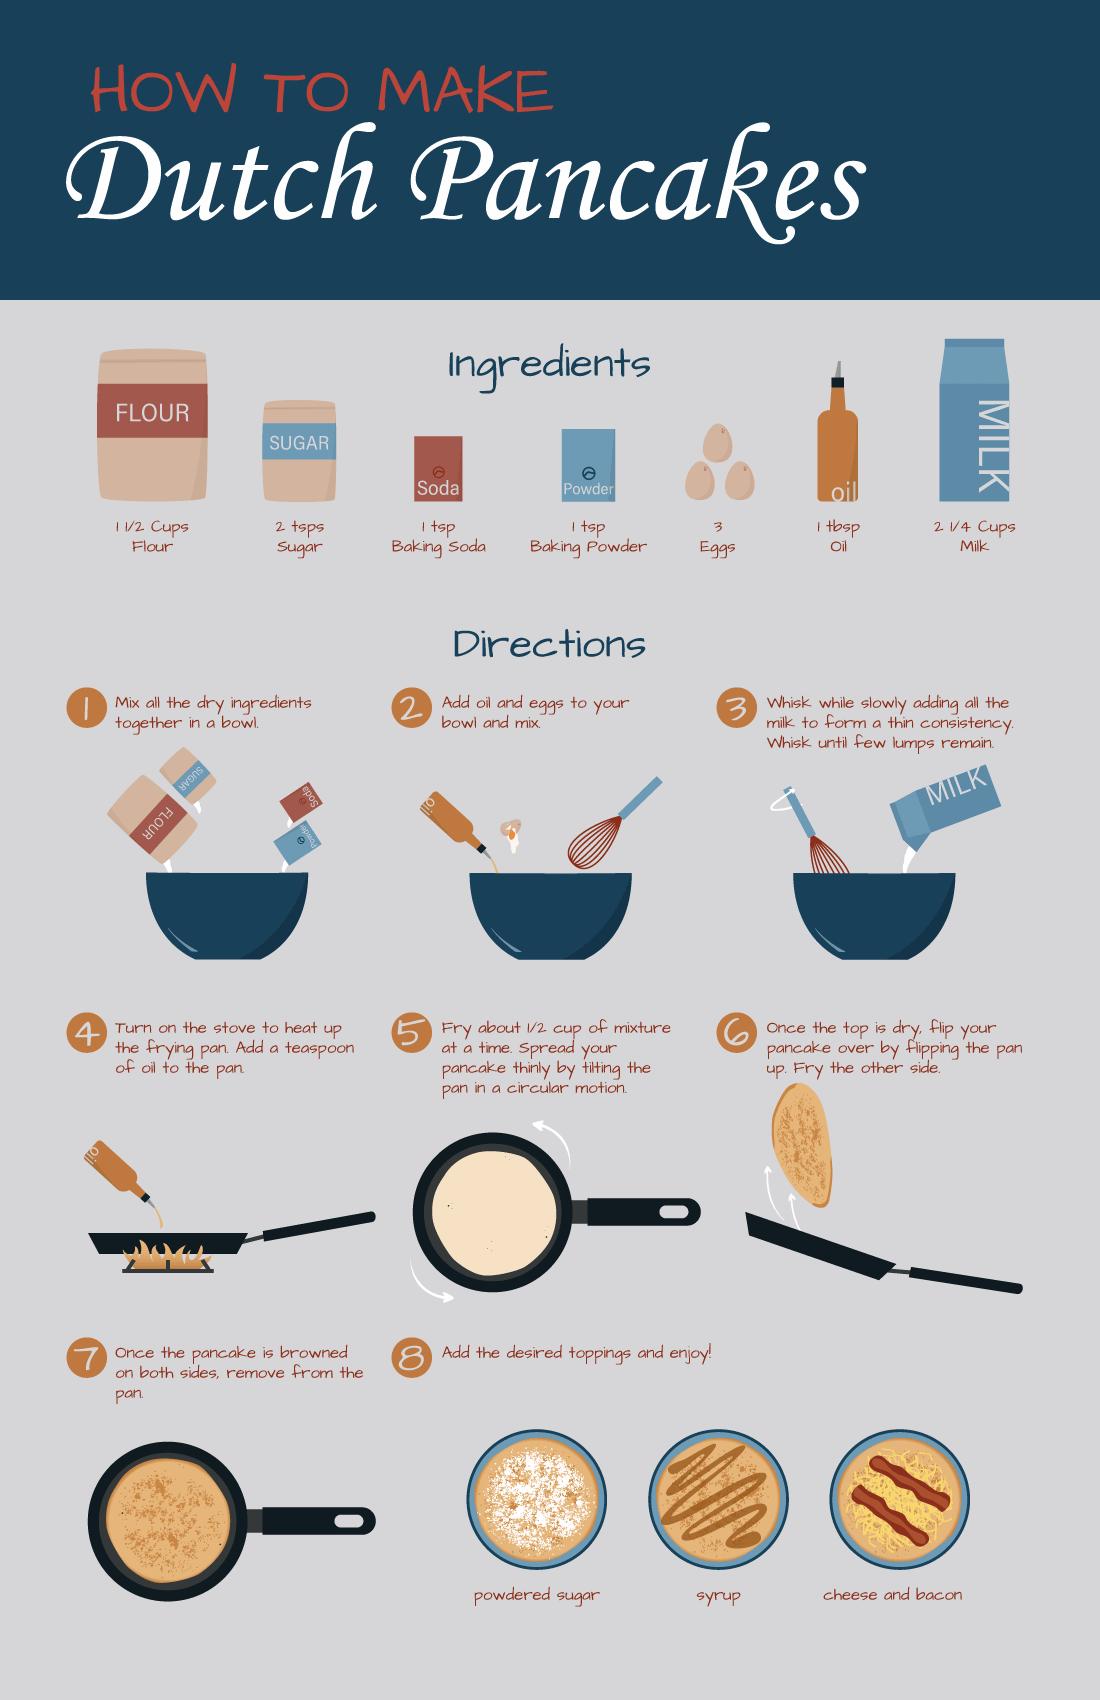 HOW TO MAKE
Dutch Pancakes
Ingredients
FLOUR
SUGAR
Soda
Powder
oil
MILK
1 1/2 Cups
Flour
2 tsps
Sugar
1 tsp
Baking Soda
1 tsp
Baking Powder
3
Eggs
1 tbsp
Oil
2 1/4 Cups
Milk
Directions
1
Mix all the dry ingredients
together in a bowl.
SUGAR
FLOUR
Soda
Powder
2
Add oil and eggs to your
bowl and mix.
oil
3
Whisk while slowly adding all the
milk to form a thin consistency.
Whisk until few lumps remain.
MILK
4
Turn on the stove to heat up
the frying pan. Add a teaspoon
of oil to the pan.
oil
5
Fry about 1/2 cup of mixture
at a time. Spread your
pancake thinly by tilting the
pan in a circular motion.
6
Once the top is dry, flip your
pancake over by flipping the pan
up. Fry the other side.
7
Once the pancake is browned
on both sides, remove from the
pan.
8
Add the desired toppings and enjoy!
powdered sugar
syrup
cheese and bacon